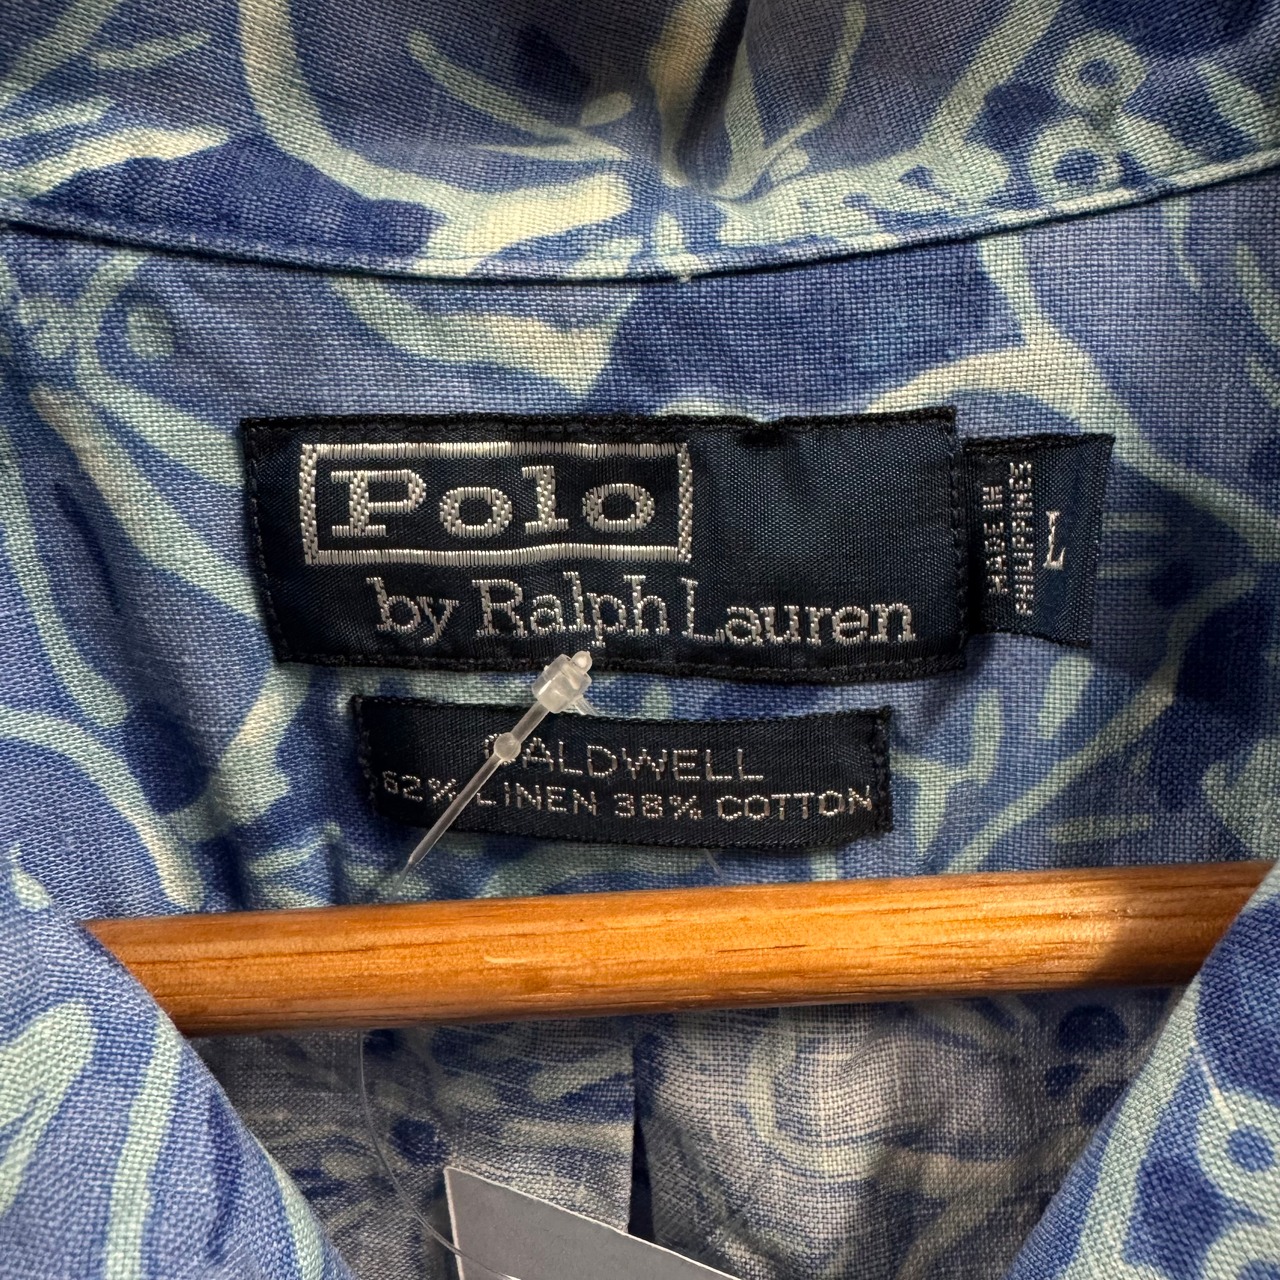 Polo
by Ralph Lauren
MADE IN
PHILIPPINES
L
CALDWELL
62% LINEN 38% COTTON